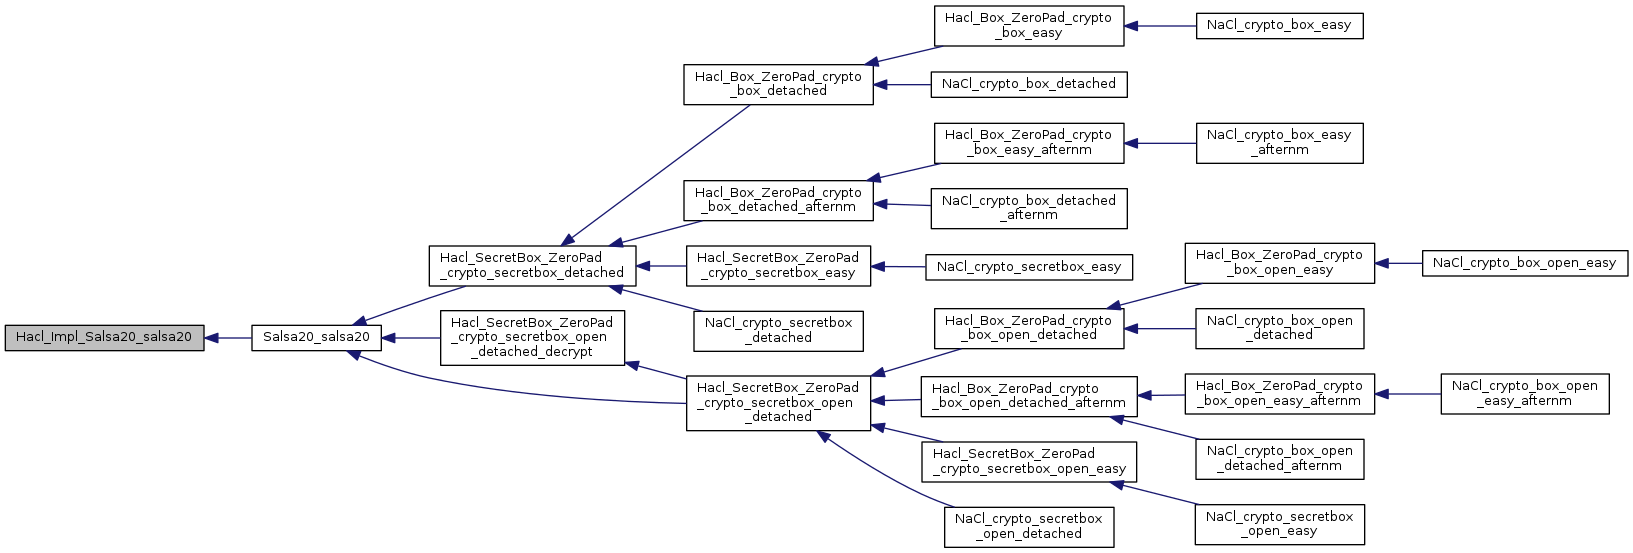 Hacl_Impl_Salsa20_salsa20
Salsa20_salsa20
Hacl_SecretBox_ZeroPad
_crypto_secretbox_detached
Hacl_Box_ZeroPad_crypto
_box_detached
Hacl_Box_ZeroPad_crypto
_box_easy
NaCl_crypto_box_easy
NaCl_crypto_box_detached
Hacl_Box_ZeroPad_crypto
_box_detached_afternm
Hacl_Box_ZeroPad_crypto
_box_easy_afternm
NaCl_crypto_box_easy
_afternm
NaCl_crypto_box_detached
_afternm
Hacl_SecretBox_ZeroPad
_crypto_secretbox_easy
NaCl_crypto_secretbox_easy
NaCl_crypto_secretbox
_detached
Hacl_SecretBox_ZeroPad
_crypto_secretbox_open
_detached_decrypt
Hacl_SecretBox_ZeroPad
_crypto_secretbox_open
_detached
Hacl_Box_ZeroPad_crypto
_box_open_detached
Hacl_Box_ZeroPad_crypto
_box_open_easy
NaCl_crypto_box_open_easy
NaCl_crypto_box_open
_detached
Hacl_Box_ZeroPad_crypto
_box_open_detached_afternm
Hacl_Box_ZeroPad_crypto
_box_open_easy_afternm
NaCl_crypto_box_open
_easy_afternm
NaCl_crypto_box_open
_detached_afternm
Hacl_SecretBox_ZeroPad
_crypto_secretbox_open_easy
NaCl_crypto_secretbox
_open_easy
NaCl_crypto_secretbox
_open_detached